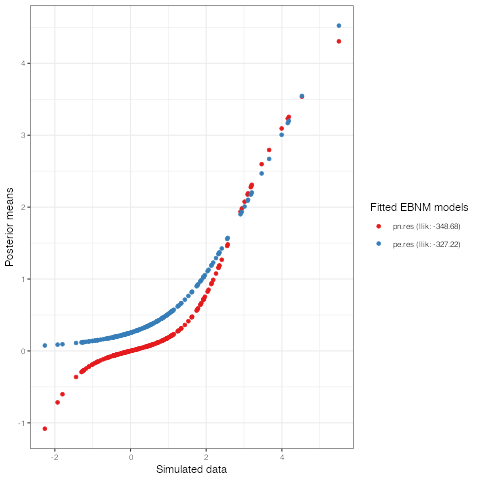 4
3
2
1
0
-1
-2
0
2
4
Posterior means
Simulated data
Fitted EBNM models
pn.res (llik: -348.68)
pe.res (llik: -327.22)